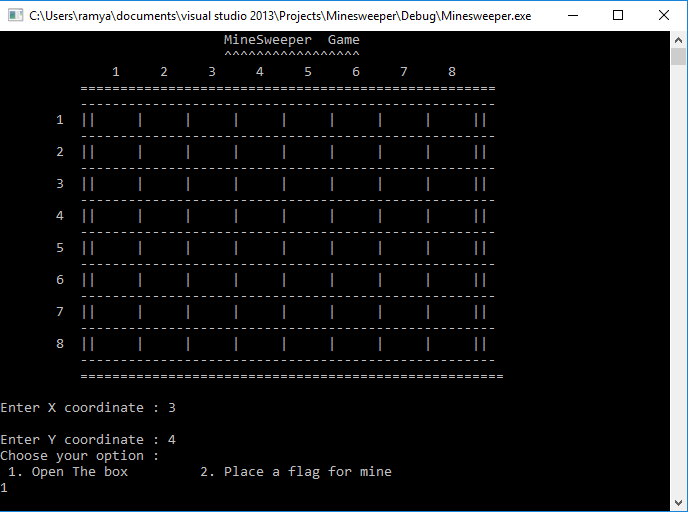 C:\Users\ramya\documents\visual studio 2013\Projects\Minesweeper\Debug\Minesweeper.exe
MineSweeper  Game
^^^^^^^^^^^^^^^^^
1     2     3     4     5     6     7     8
====================================================
----------------------------------------------------
1  ||     |     |     |     |     |     |     ||
----------------------------------------------------
2  ||     |     |     |     |     |     |     ||
----------------------------------------------------
3  ||     |     |     |     |     |     |     ||
----------------------------------------------------
4  ||     |     |     |     |     |     |     ||
----------------------------------------------------
5  ||     |     |     |     |     |     |     ||
----------------------------------------------------
6  ||     |     |     |     |     |     |     ||
----------------------------------------------------
7  ||     |     |     |     |     |     |     ||
----------------------------------------------------
8  ||     |     |     |     |     |     |     ||
----------------------------------------------------
=====================================================
Enter X coordinate : 3
Enter Y coordinate : 4
Choose your option :
1. Open The box         2. Place a flag for mine
1